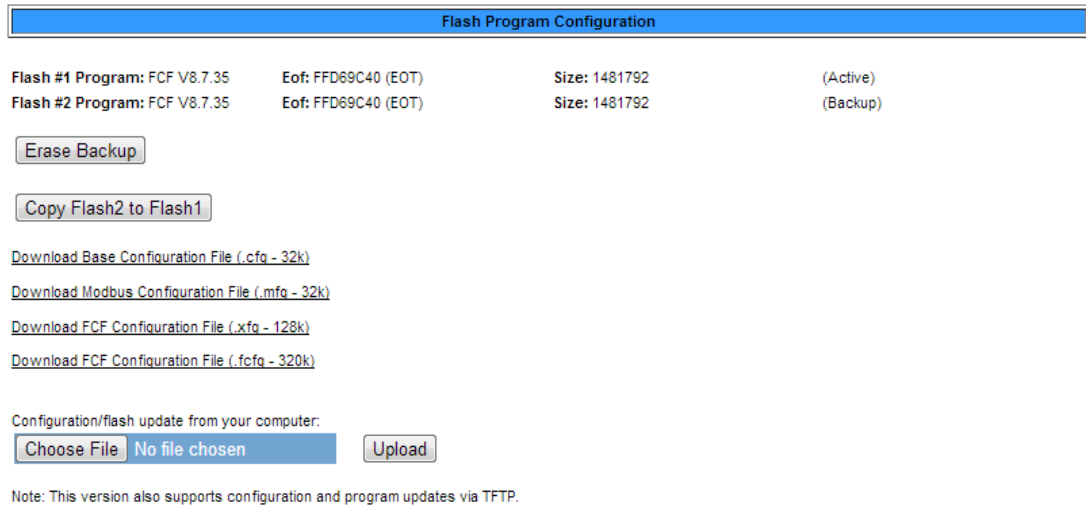 Flash Program Configuration
Flash #1 Program: FCF V8.7.35 Eof: FFD69C40 (EOT) Size: 1481792 (Active)
Flash #2 Program: FCF V8.7.35 Eof: FFD69C40 (EOT) Size: 1481792 (Backup)
Erase Backup
Copy Flash2 to Flash1
Download Base Configuration File (.cfg - 32k)
Download Modbus Configuration File (.mfg - 32k)
Download FCF Configuration File (.xfg - 128k)
Download FCF Configuration File (.fcfg - 320k)
Configuration/flash update from your computer:
Choose File No file chosen Upload
Note: This version also supports configuration and program updates via TFTP.